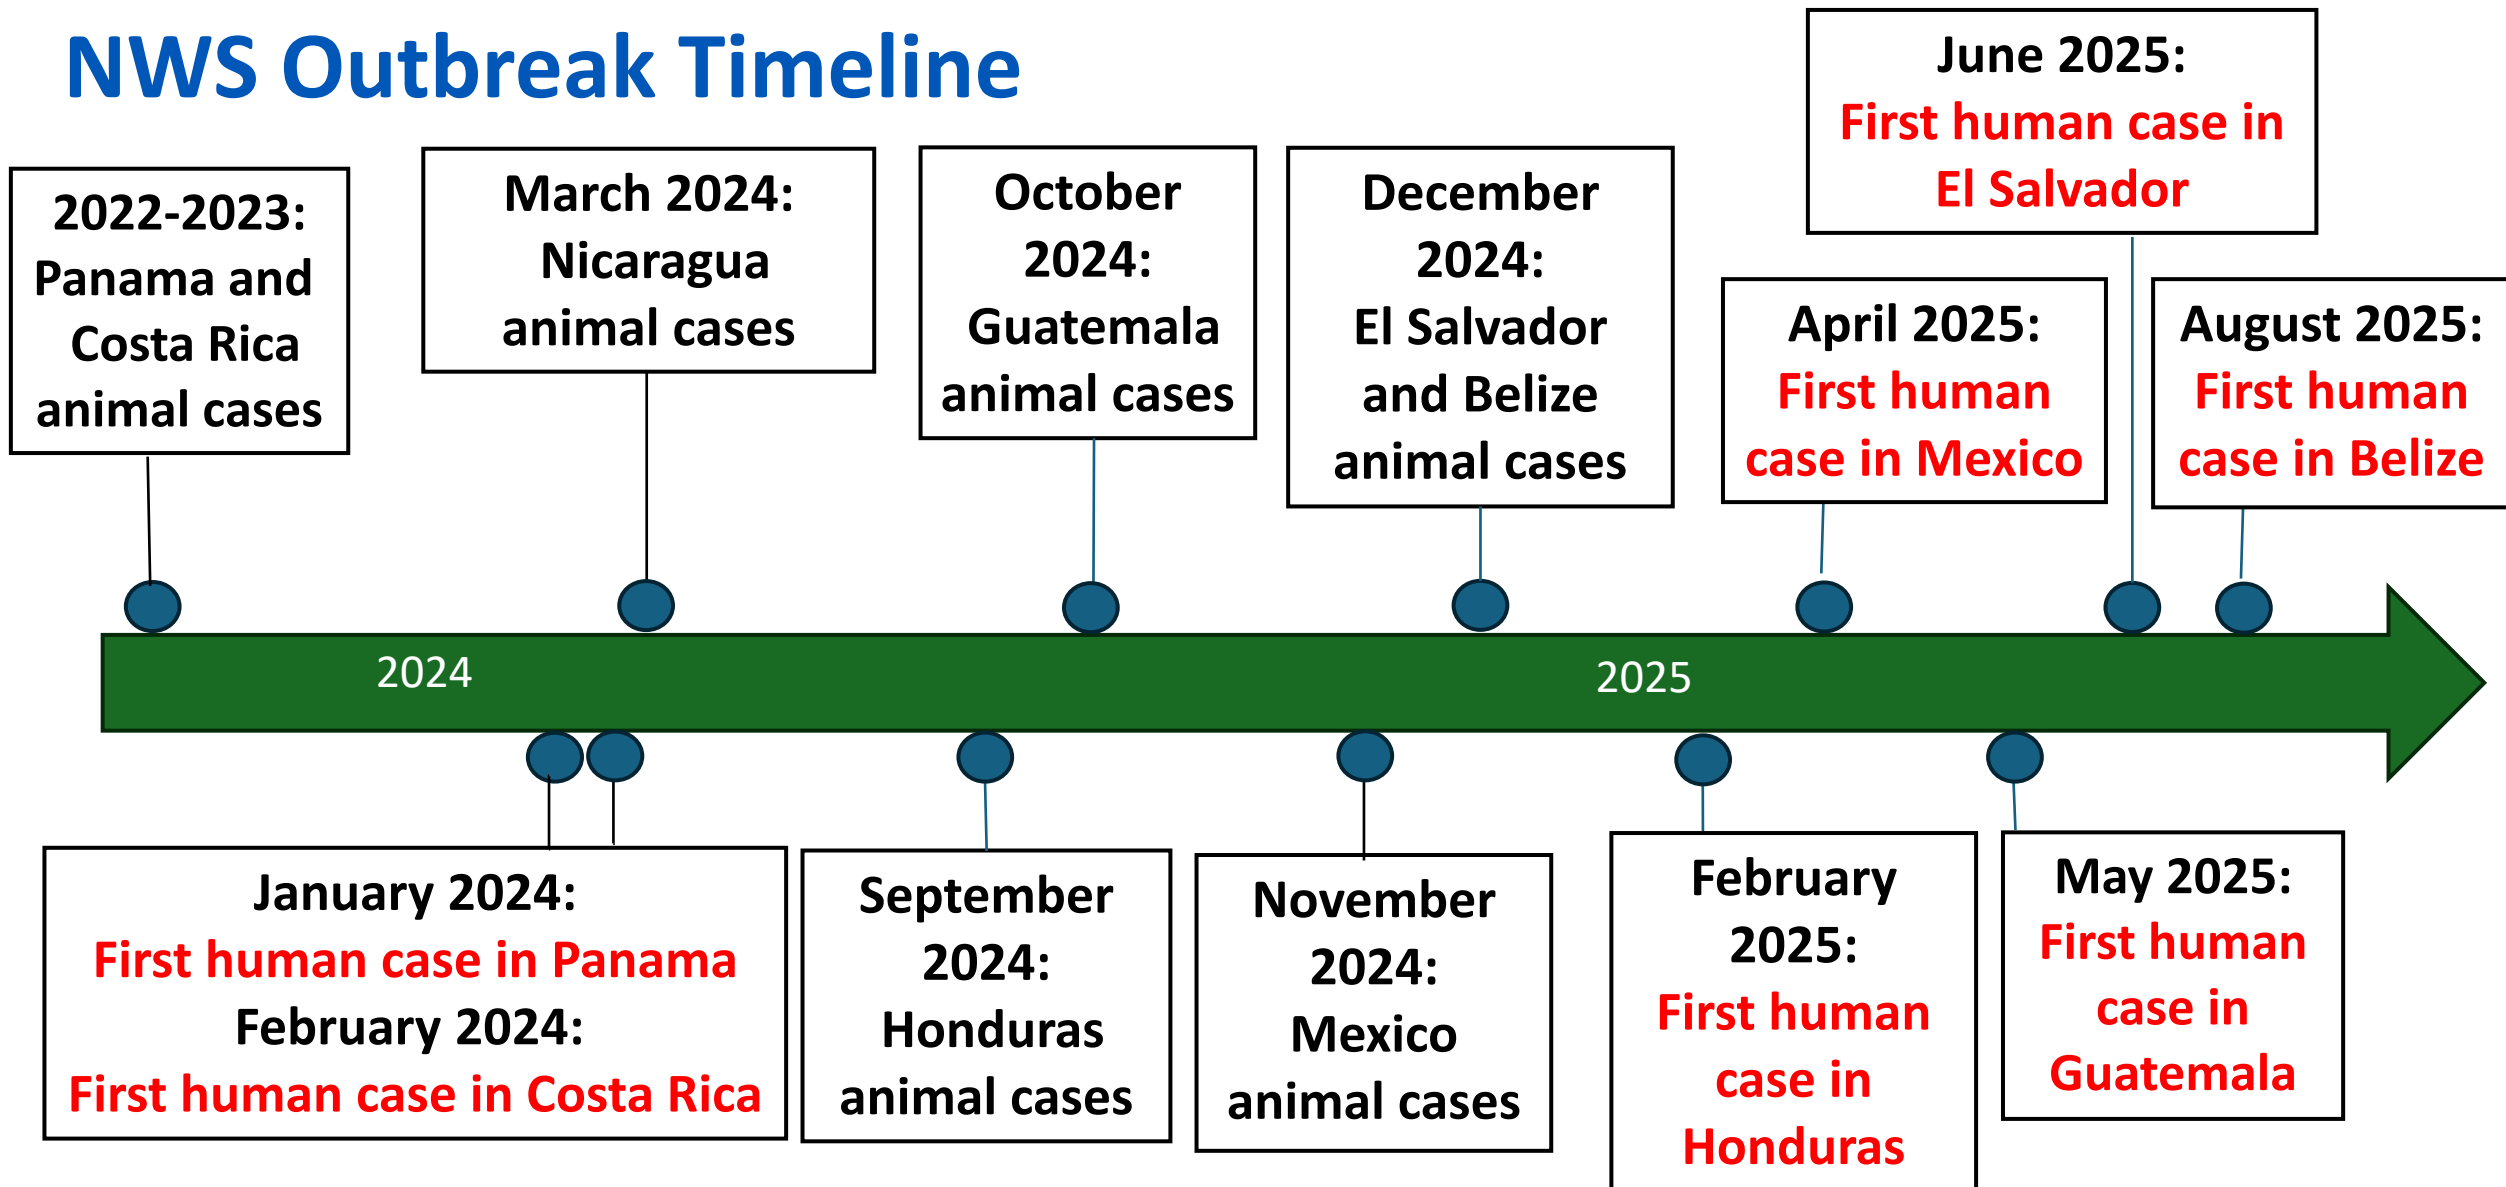 NWS Outbreak Timeline
2022-2023:
Panama and
Costa Rica
animal cases
March 2024:
Nicaragua
animal cases
October
2024:
Guatemala
animal cases
December
2024:
El Salvador
and Belize
animal cases
June 2025:
First human case in
El Salvador
April 2025:
First human
case in Mexico
August 2025:
First human
case in Belize
2024
2025
January 2024:
First human case in Panama
February 2024:
First human case in Costa Rica
September
2024:
Honduras
animal cases
November
2024:
Mexico
animal cases
February
2025:
First human
case in
Honduras
May 2025:
First human
case in
Guatemala